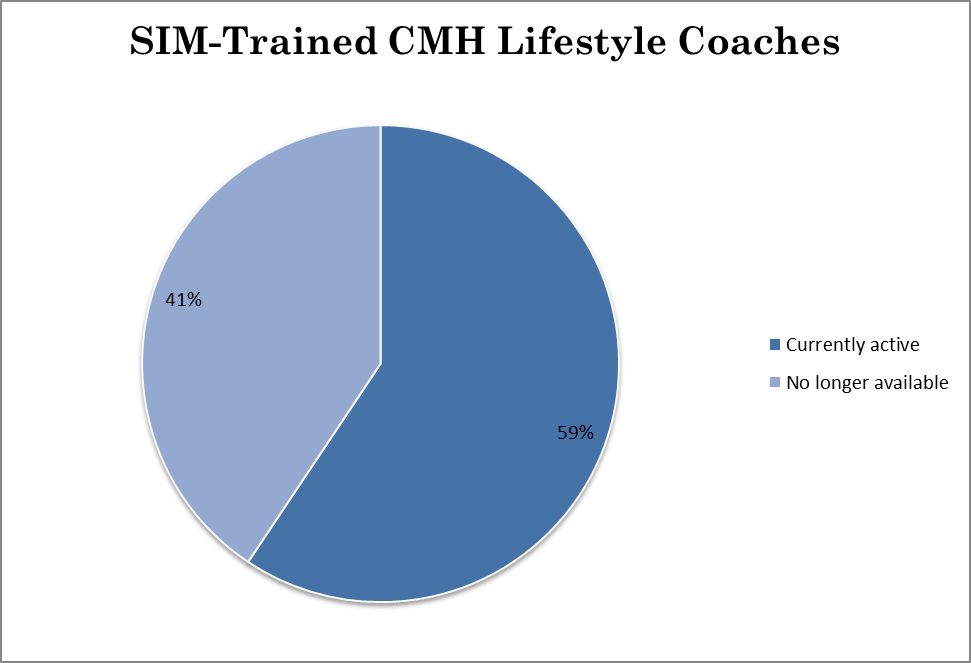 SIM-Trained CMH Lifestyle Coaches
41%
59%
Currently active
No longer available